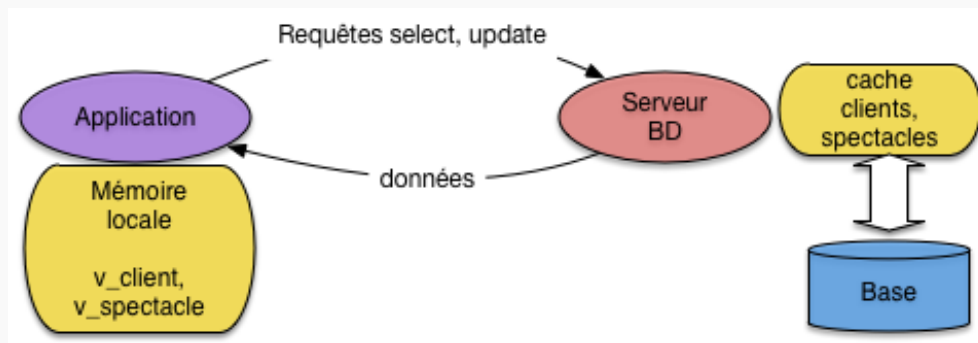 Requêtes select, update
Application
Serveur
BD
cache
clients,
spectacles
données
Mémoire
locale
v_client,
v_spectacle
Base